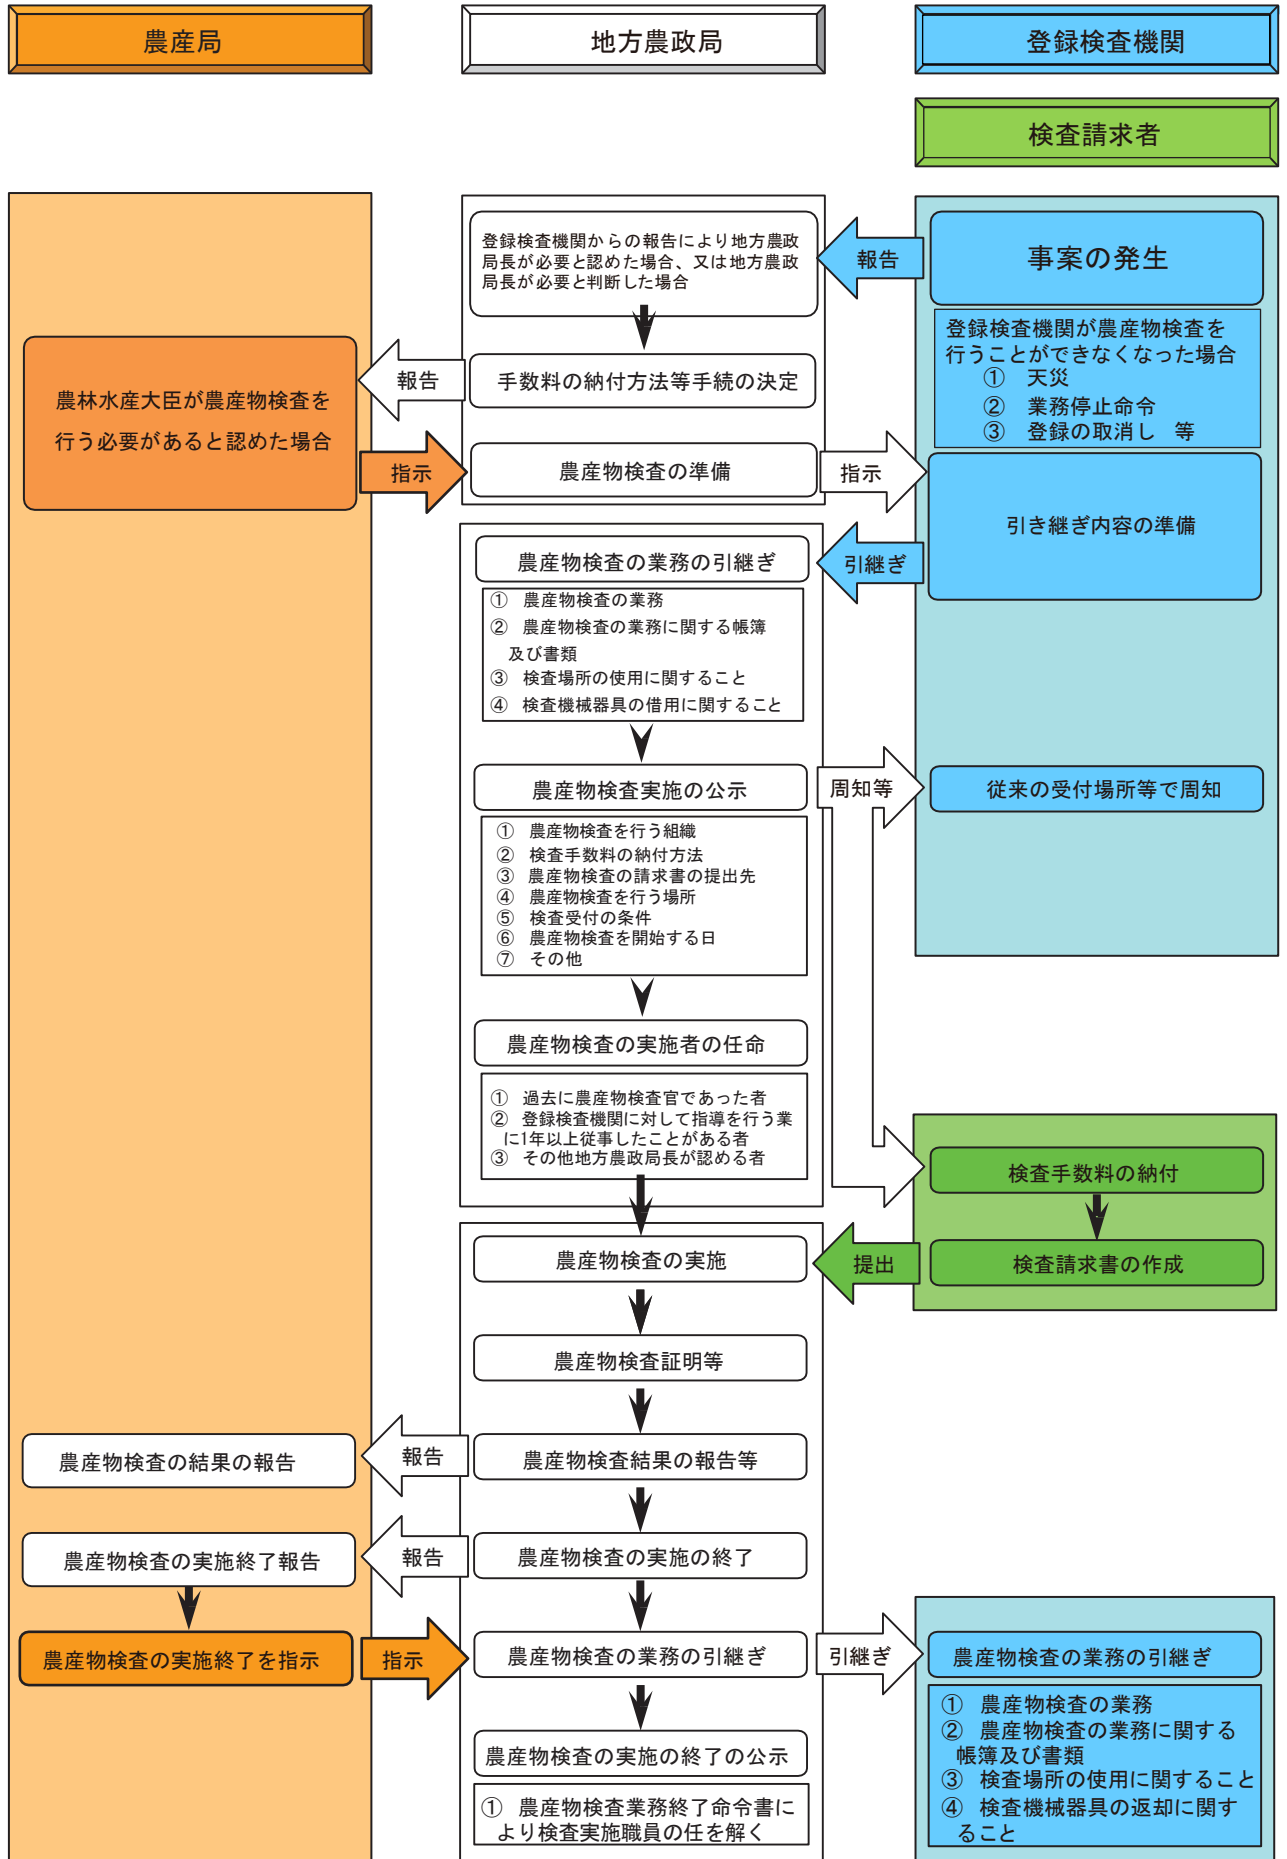 農産局
地方農政局
登録検査機関
検査請求者
事案の発生
報告
登録検査機関からの報告により地方農政
局長が必要と認めた場合、又は地方農政
局長が必要と判断した場合
登録検査機関が農産物検査を
行うことができなくなった場合
① 天災
② 業務停止命令
③ 登録の取消し 等
手数料の納付方法等手続の決定
報告
農林水産大臣が農産物検査を
行う必要があると認めた場合
指示
農産物検査の準備
指示
引き継ぎ内容の準備
引継ぎ
農産物検査の業務の引継ぎ
① 農産物検査の業務
② 農産物検査の業務に関する帳簿
及び書類
③ 検査場所の使用に関すること
④ 検査機械器具の借用に関すること
農産物検査実施の公示
周知等
従来の受付場所等で周知
① 農産物検査を行う組織
② 検査手数料の納付方法
③ 農産物検査の請求書の提出先
④ 農産物検査を行う場所
⑤ 検査受付の条件
⑥ 農産物検査を開始する日
⑦ その他
農産物検査の実施者の任命
① 過去に農産物検査官であった者
② 登録検査機関に対して指導を行う業
に1年以上従事したことがある者
③ その他地方農政局長が認める者
検査手数料の納付
検査請求書の作成
提出
農産物検査の実施
農産物検査証明等
農産物検査結果の報告等
報告
農産物検査の結果の報告
農産物検査の実施の終了
報告
農産物検査の実施終了報告
農産物検査の実施終了を指示
指示
農産物検査の業務の引継ぎ
引継ぎ
農産物検査の業務の引継ぎ
① 農産物検査の業務
② 農産物検査の業務に関する
帳簿及び書類
③ 検査場所の使用に関すること
④ 検査機械器具の返却に関す
ること
農産物検査の実施の終了の公示
① 農産物検査業務終了命令書に
より検査実施職員の任を解く